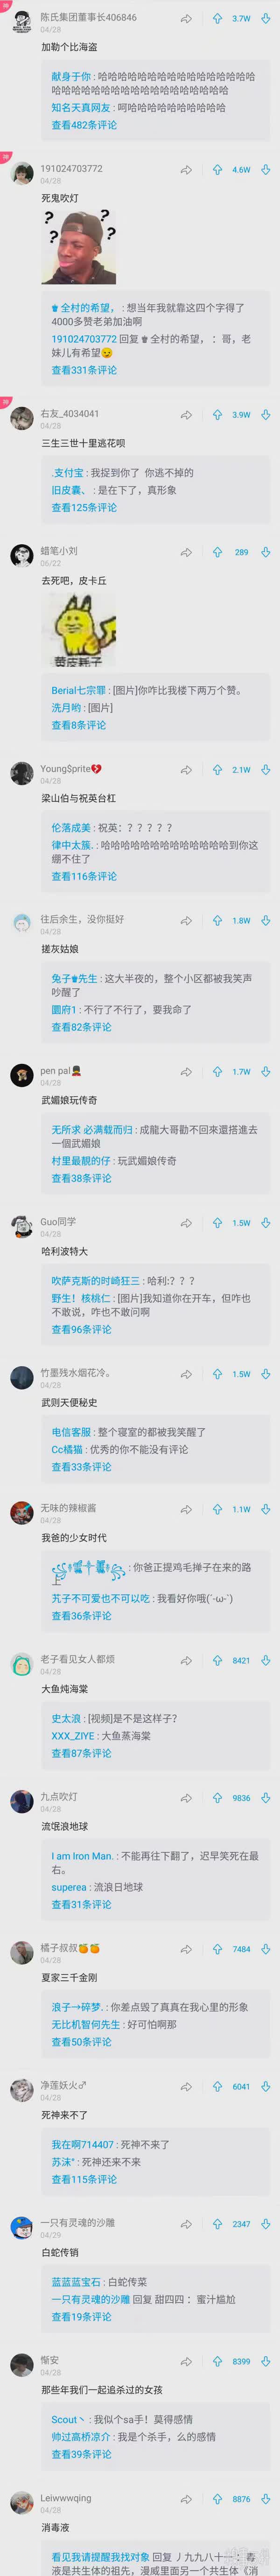 陈氏集团董事长406846
04/28
3.7W
加勒个比海盗
献身于你 : 哈哈哈哈哈哈哈哈哈哈哈哈哈哈哈哈
哈哈哈哈哈哈哈哈哈哈哈哈哈哈哈哈哈哈哈哈
知名天真网友 : 呵哈哈哈哈哈哈哈哈哈哈
查看482条评论
191024703772
04/28
4.6W
死鬼吹灯
全村的希望， : 想当年我就靠这四个字得了
4000多赞老弟加油啊
191024703772 回复 全村的希望， : 哥，老
妹儿有希望
查看331条评论
右友_4034041
04/28
3.9W
三生三世十里逃花呗
.支付宝 : 我捉到你了 你逃不掉的
旧皮囊、 : 是在下了，真形象
查看125条评论
蜡笔小刘
06/22
289
去死吧，皮卡丘
黄皮耗子
Berial七宗罪 : [图片]你咋比我楼下两万个赞。
洗月哟 : [图片]
查看8条评论
Young$prite💔
04/28
2.1W
梁山伯与祝英台杠
伦落成美 : 祝英: ? ? ? ? ?
律中太簇. : 哈哈哈哈哈哈哈哈哈哈哈哈哈到你这
绷不住了
查看116条评论
往后余生，没你挺好
04/28
1.8W
搓灰姑娘
兔子♚先生 : 这大半夜的，整个小区都被我笑声
吵醒了
圜府1 : 不行了不行了，要我命了
查看82条评论
pen pal
04/28
1.7W
武媚娘玩传奇
无所求 必满载而归 : 成龍大哥勸不回來還搭進去
一個武媚娘
村里最靓的仔 : 玩武媚娘传奇
查看38条评论
Guo同学
04/28
1.5W
哈利波特大
吹萨克斯的时崎狂三 : 哈利:? ? ?
野生！核桃仁 : [图片]我知道你在开车，但咋也
不敢说，咋也不敢问啊
查看96条评论
竹墨残水烟花冷。
04/28
1.5W
武则天便秘史
电信客服 : 整个寝室的都被我笑醒了
Cc橘猫 : 优秀的你不能没有评论
查看33条评论
无味的辣椒酱
04/28
1.1W
我爸的少女时代
: 你爸正提鸡毛掸子在来的路
上
艿子不可爱也不可以吃 : 我看好你哦(´-ω-`)
查看36条评论
老子看见女人都烦
04/28
8421
大鱼炖海棠
史太浪 : [视频]是不是这样子？
XXX_ZIYE : 大鱼蒸海棠
查看87条评论
九点吹灯
04/28
9836
流氓浪地球
I am Iron Man. : 不能再往下翻了，迟早笑死在最
右。
superea : 流浪日地球
查看31条评论
橘子叔叔🍊🍊
04/28
7484
夏家三千金刚
浪子→碎梦. : 你差点毁了真真在我心里的形象
无比机智何先生 : 好可怕啊那
查看50条评论
净莲妖火♂
04/28
6041
死神来不了
我在啊714407 : 死神不来了
苏沫" : 死神还来不来
查看115条评论
一只有灵魂的沙雕
04/29
2347
白蛇传销
蓝蓝蓝宝石 : 白蛇传菜
一只有灵魂的沙雕 回复 甜四四 : 蜜汁尴尬
查看19条评论
惭安
04/28
8399
那些年我们一起追杀过的女孩
Scout丶 : 我似个sa手！莫得感情
帅过高桥凉介 : 我是个杀手，么的感情
查看39条评论
Leiwwwqing
04/28
8876
消毒液
看见我请提醒我找对象 回复 丿九九八十一 : 毒
液是共生体的祖先，漫威里面另一个共生体《消